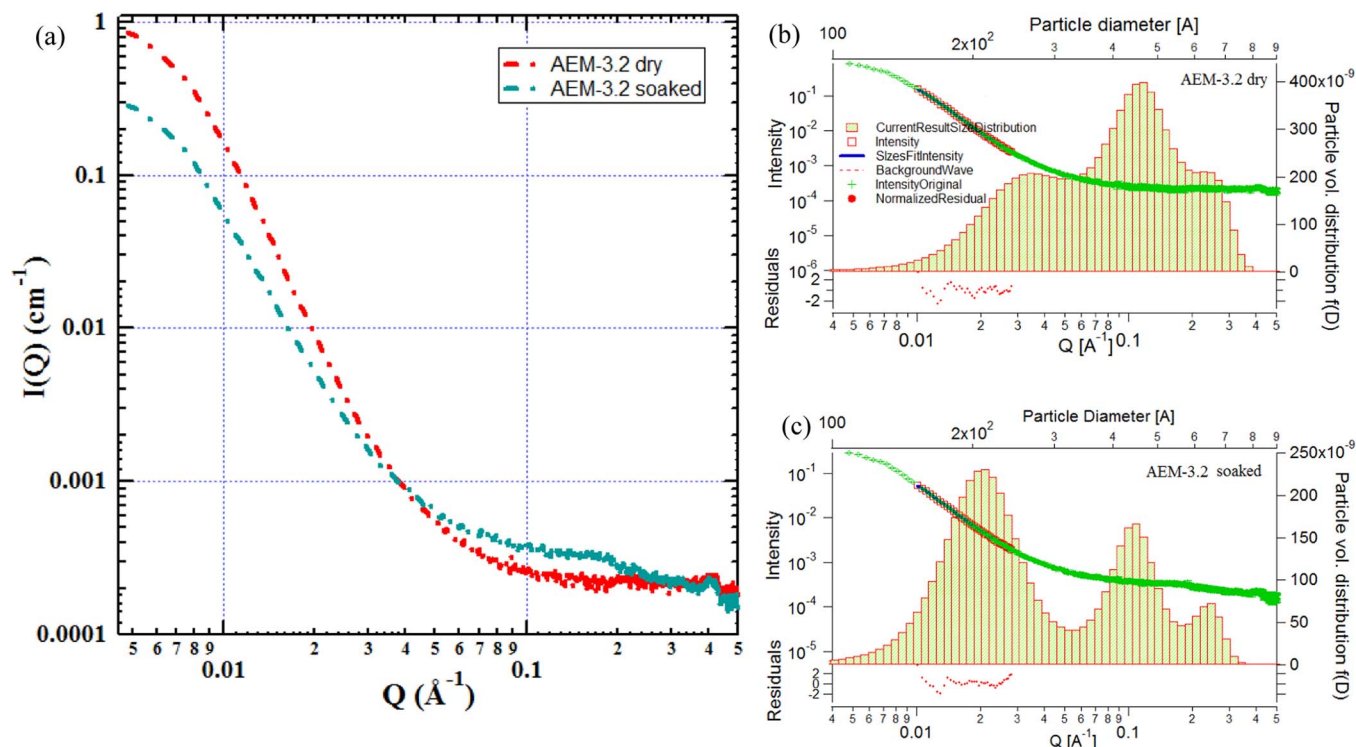 (a)
1
0.1
0.01
0.001
0.0001
I(Q) (cm⁻¹)
AEM-3.2 dry
AEM-3.2 soaked
5 6 7 8 9 0.01 2 3 4 5 6 7 8 9 0.1 2 3 4 5
Q (Å⁻¹)
(b)
Particle diameter [A]
100 2x10² 3 4 5 6 7 8 9
AEM-3.2 dry
Intensity
10⁻¹
10⁻²
10⁻³
10⁻⁴
10⁻⁵
10⁻⁶
CurrentResultSizeDistribution
Intensity
SIzesFitIntensity
BackgroundWave
IntensityOriginal
NormalizedResidual
400x10⁻⁹
300
200
100
0
Particle vol. distribution f(D)
Residuals
2
-2
4 5 6 7 8 9 0.01 2 3 4 5 6 7 8 9 0.1 2 3 4 5
Q [A⁻¹]
(c)
Particle Diameter [A]
100 2x10² 3 4 5 6 7 8 9
AEM-3.2 soaked
Intensity
10⁻¹
10⁻²
10⁻³
10⁻⁴
10⁻⁵
250x10⁻⁹
200
150
100
50
0
Particle vol. distribution f(D)
Residuals
2
0
-2
4 5 6 7 8 9 0.01 2 3 4 5 6 7 8 9 0.1 2 3 4 5
Q [A⁻¹]